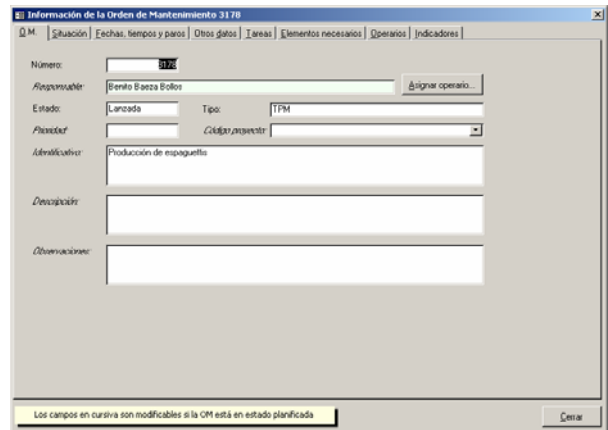 Información de la Orden de Mantenimiento 3178
O.M. Situación Fechas, tiempos y paros Otros datos Tareas Elementos necesarios Operarios Indicadores
Número: 3178
Responsable: Benito Baeza Bollos Asignar operario...
Estado: Lanzada Tipo: TPM
Prioridad: Código proyecto:
Identificativo: Producción de espaguettis
Descripción:
Observaciones:
Los campos en cursiva son modificables si la OM está en estado planificada
Cerrar